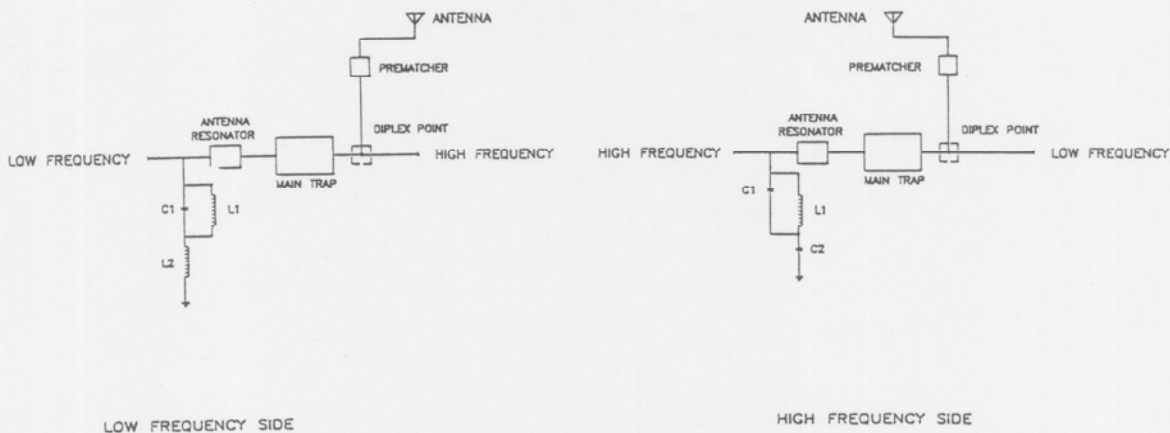 ANTENNA
PREMATCHER
ANTENNA
RESONATOR
DIPLEX POINT
LOW FREQUENCY
HIGH FREQUENCY
MAIN TRAP
C1
L1
L2
LOW FREQUENCY SIDE
ANTENNA
PREMATCHER
ANTENNA
RESONATOR
DIPLEX POINT
HIGH FREQUENCY
LOW FREQUENCY
MAIN TRAP
C1
L1
C2
HIGH FREQUENCY SIDE